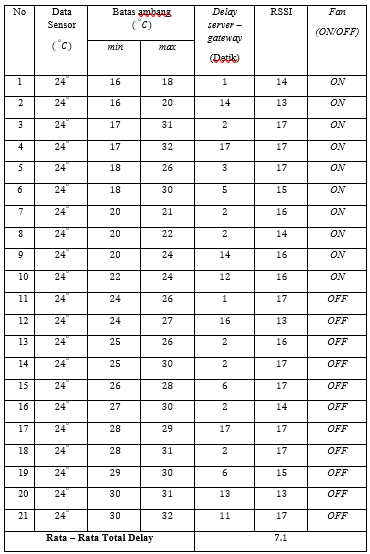 No Data Sensor (°C) Batas ambang (°C) Delay server – gateway (Detik) RSSI Fan (ON/OFF)
min max
1 24° 16 18 1 14 ON
2 24° 16 20 14 13 ON
3 24° 17 31 2 17 ON
4 24° 17 32 17 17 ON
5 24° 18 26 3 17 ON
6 24° 18 30 5 15 ON
7 24° 20 21 2 16 ON
8 24° 20 22 2 14 ON
9 24° 20 24 14 16 ON
10 24° 22 24 12 16 ON
11 24° 24 26 1 17 OFF
12 24° 24 27 16 13 OFF
13 24° 25 26 2 16 OFF
14 24° 25 30 2 17 OFF
15 24° 26 28 6 17 OFF
16 24° 27 30 2 14 OFF
17 24° 28 29 17 17 OFF
18 24° 28 31 2 17 OFF
19 24° 29 30 6 15 OFF
20 24° 30 31 13 13 OFF
21 24° 30 32 11 17 OFF
Rata – Rata Total Delay 7.1